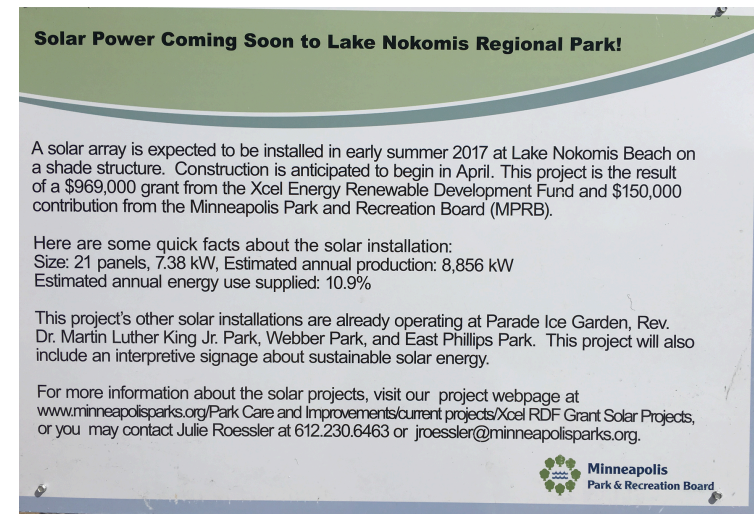 Solar Power Coming Soon to Lake Nokomis Regional Park!
A solar array is expected to be installed in early summer 2017 at Lake Nokomis Beach on
a shade structure. Construction is anticipated to begin in April. This project is the result
of a $969,000 grant from the Xcel Energy Renewable Development Fund and $150,000
contribution from the Minneapolis Park and Recreation Board (MPRB).
Here are some quick facts about the solar installation:
Size: 21 panels, 7.38 kW, Estimated annual production: 8,856 kW
Estimated annual energy use supplied: 10.9%
This project's other solar installations are already operating at Parade Ice Garden, Rev.
Dr. Martin Luther King Jr. Park, Webber Park, and East Phillips Park. This project will also
include an interpretive signage about sustainable solar energy.
For more information about the solar projects, visit our project webpage at
www.minneapolisparks.org/Park Care and Improvements/current projects/Xcel RDF Grant Solar Projects,
or you may contact Julie Roessler at 612.230.6463 or jroessler@minneapolisparks.org.
Minneapolis
Park & Recreation Board